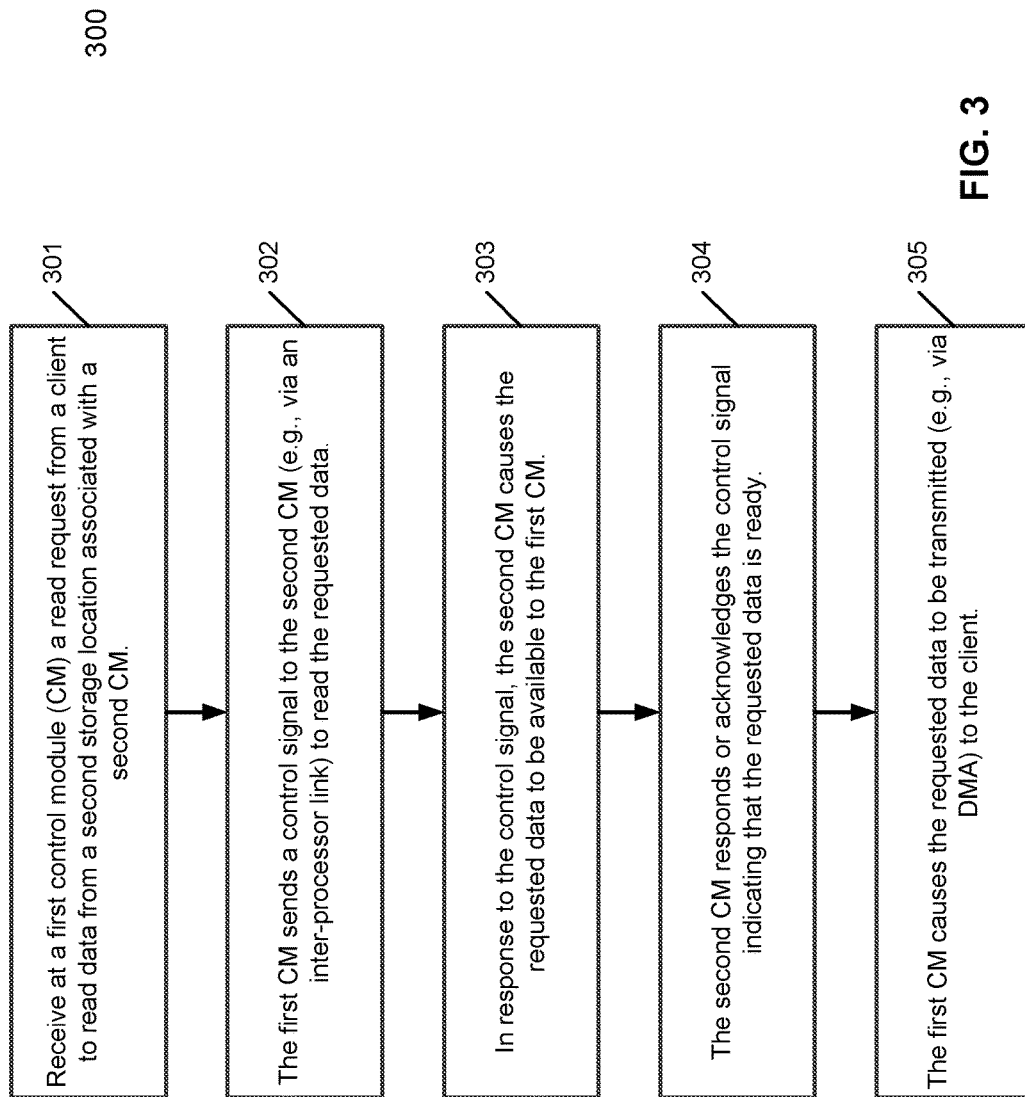 300
Receive at a first control module (CM) a read request from a client
to read data from a second storage location associated with a
second CM.
301
The first CM sends a control signal to the second CM (e.g., via an
inter-processor link) to read the requested data.
302
In response to the control signal, the second CM causes the
requested data to be available to the first CM.
303
The second CM responds or acknowledges the control signal
indicating that the requested data is ready.
304
The first CM causes the requested data to be transmitted (e.g., via
DMA) to the client.
305
FIG. 3